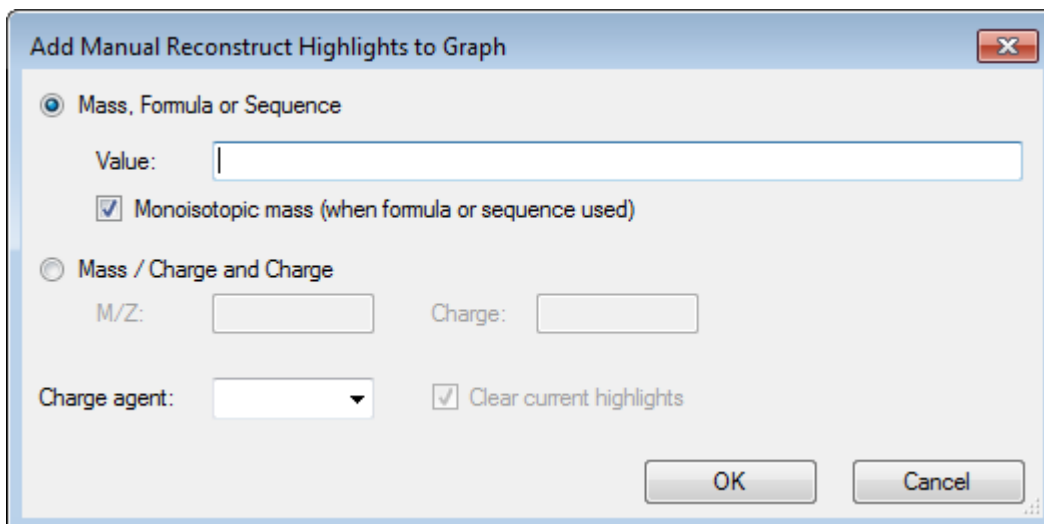 Add Manual Reconstruct Highlights to Graph
Mass, Formula or Sequence
Value:
Monoisotopic mass (when formula or sequence used)
Mass / Charge and Charge
M/Z: Charge:
Charge agent: Clear current highlights
OK Cancel